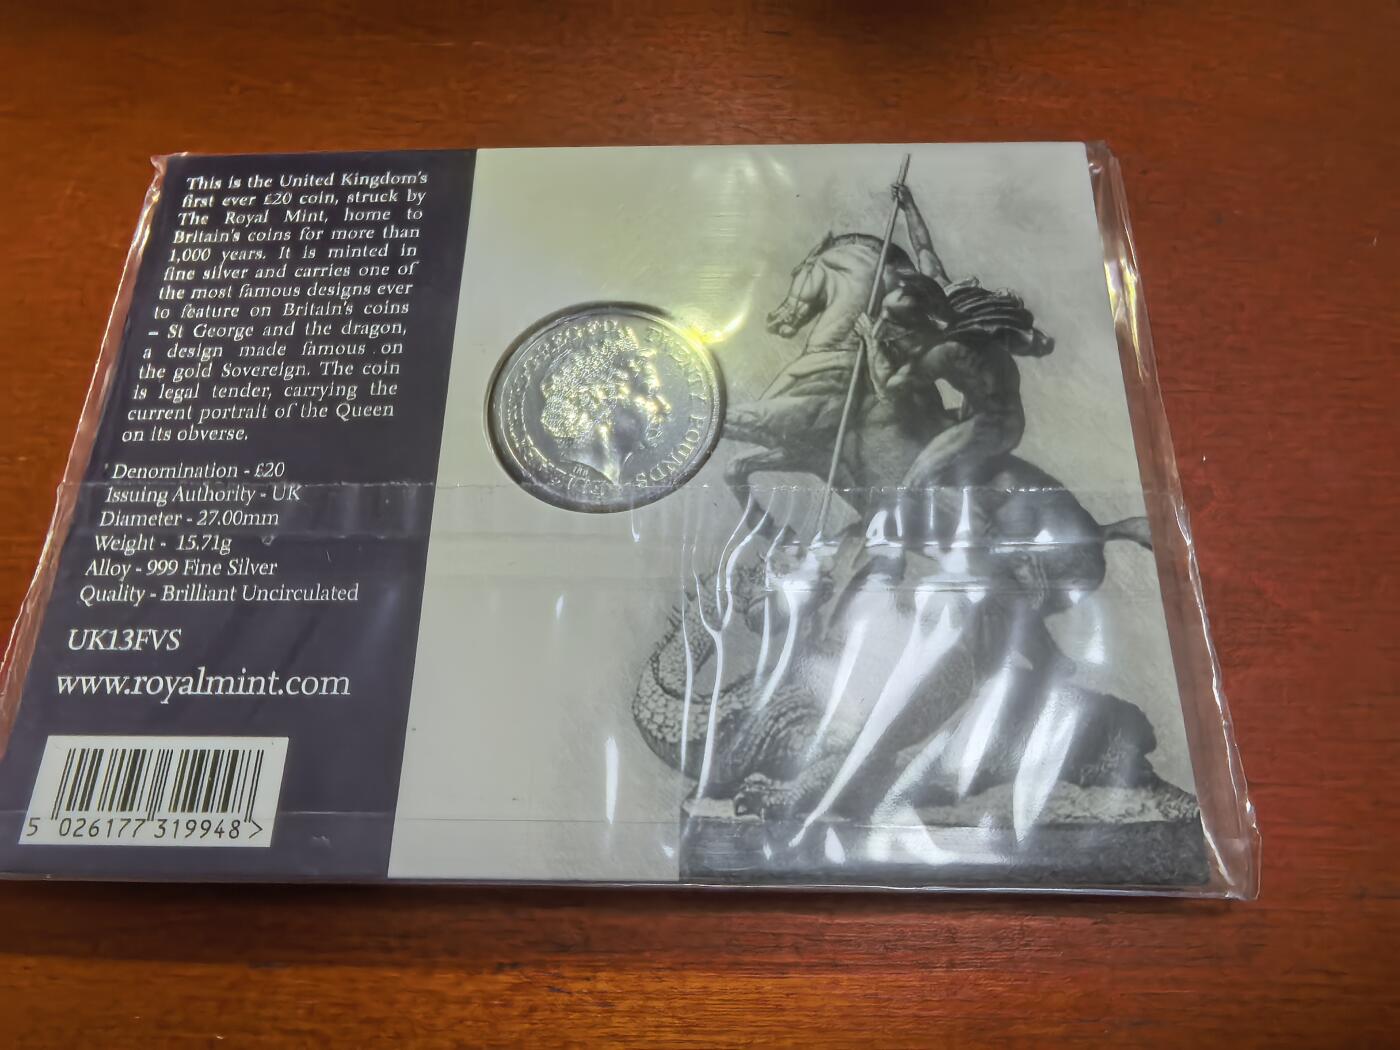 This is the United Kingdom's
first ever £20 coin, struck by
The Royal Mint, home to
Britain's coins for more than
1,000 years. It is minted in
fine silver and carries one of
the most famous designs ever
to feature on Britain's coins
– St George and the dragon,
a design made famous on
the gold Sovereign. The coin
is legal tender, carrying the
current portrait of the Queen
on its obverse.
Denomination - £20
Issuing Authority - UK
Diameter - 27.00mm
Weight - 15.71g
Alloy - 999 Fine Silver
Quality - Brilliant Uncirculated
UK13FVS
www.royalmint.com
5 026177 319948 >
REG FD TWENTY POUNDS
IRB